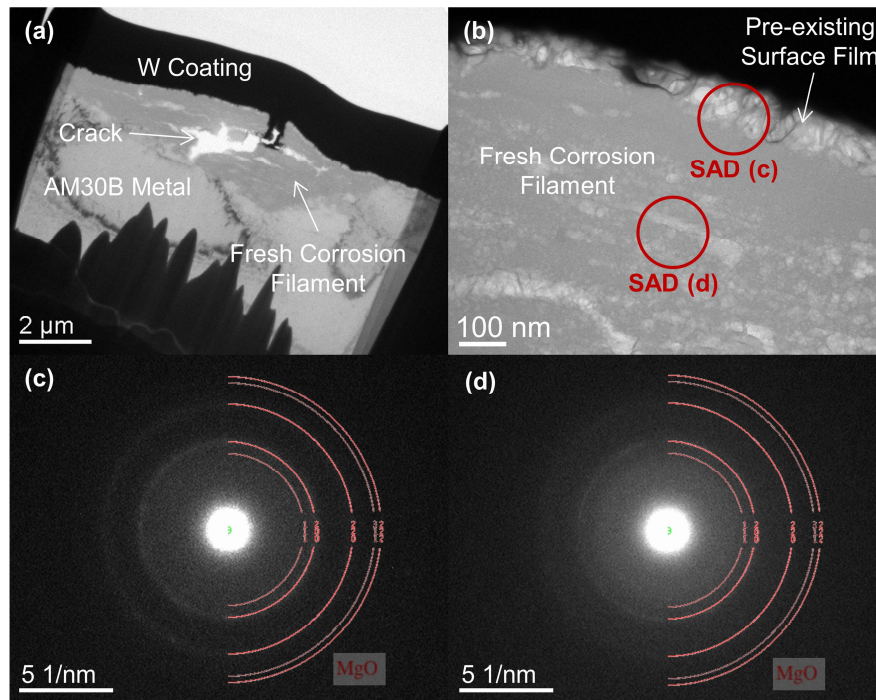 (a)
W Coating
Crack
AM30B Metal
Fresh Corrosion
Filament
2 µm
(b)
Pre-existing
Surface Film
Fresh Corrosion
Filament
SAD (c)
SAD (d)
100 nm
(c)
MgO
5 1/nm
(d)
MgO
5 1/nm